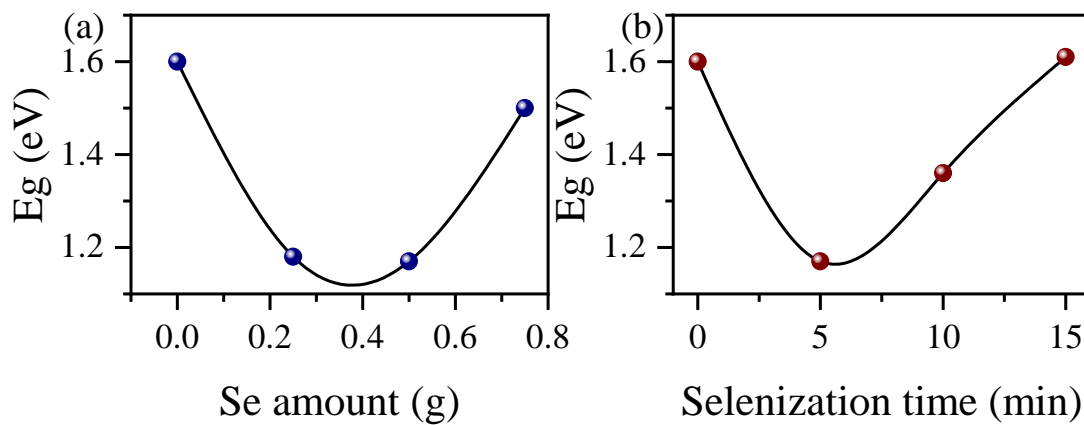 (a)
Eg (eV)
1.6
1.4
1.2
0.0 0.2 0.4 0.6 0.8
Se amount (g)
(b)
Eg (eV)
1.6
1.4
1.2
0 5 10 15
Selenization time (min)